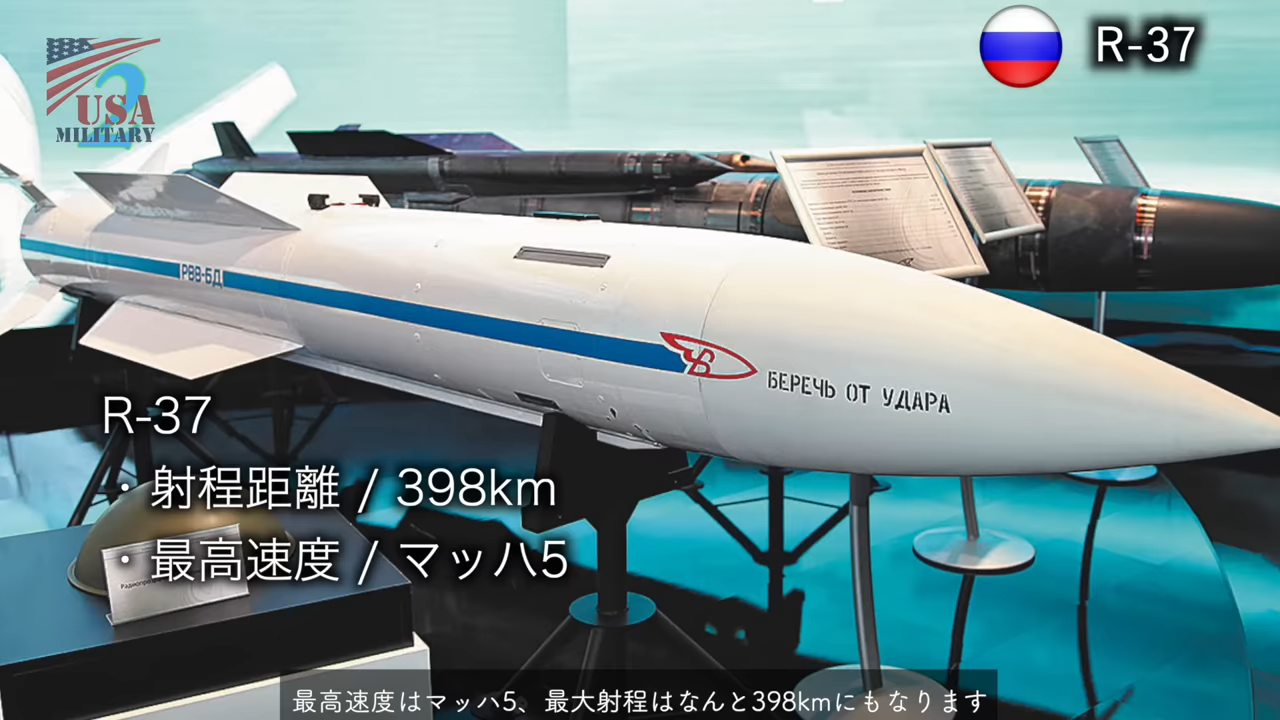 USA
MILITARY
2
R-37
РВВ-БД
БЕРЕЧЬ ОТ УДАРА
R-37
・射程距離 / 398km
・最高速度 / マッハ5
最高速度はマッハ5、最大射程はなんと398kmにもなります